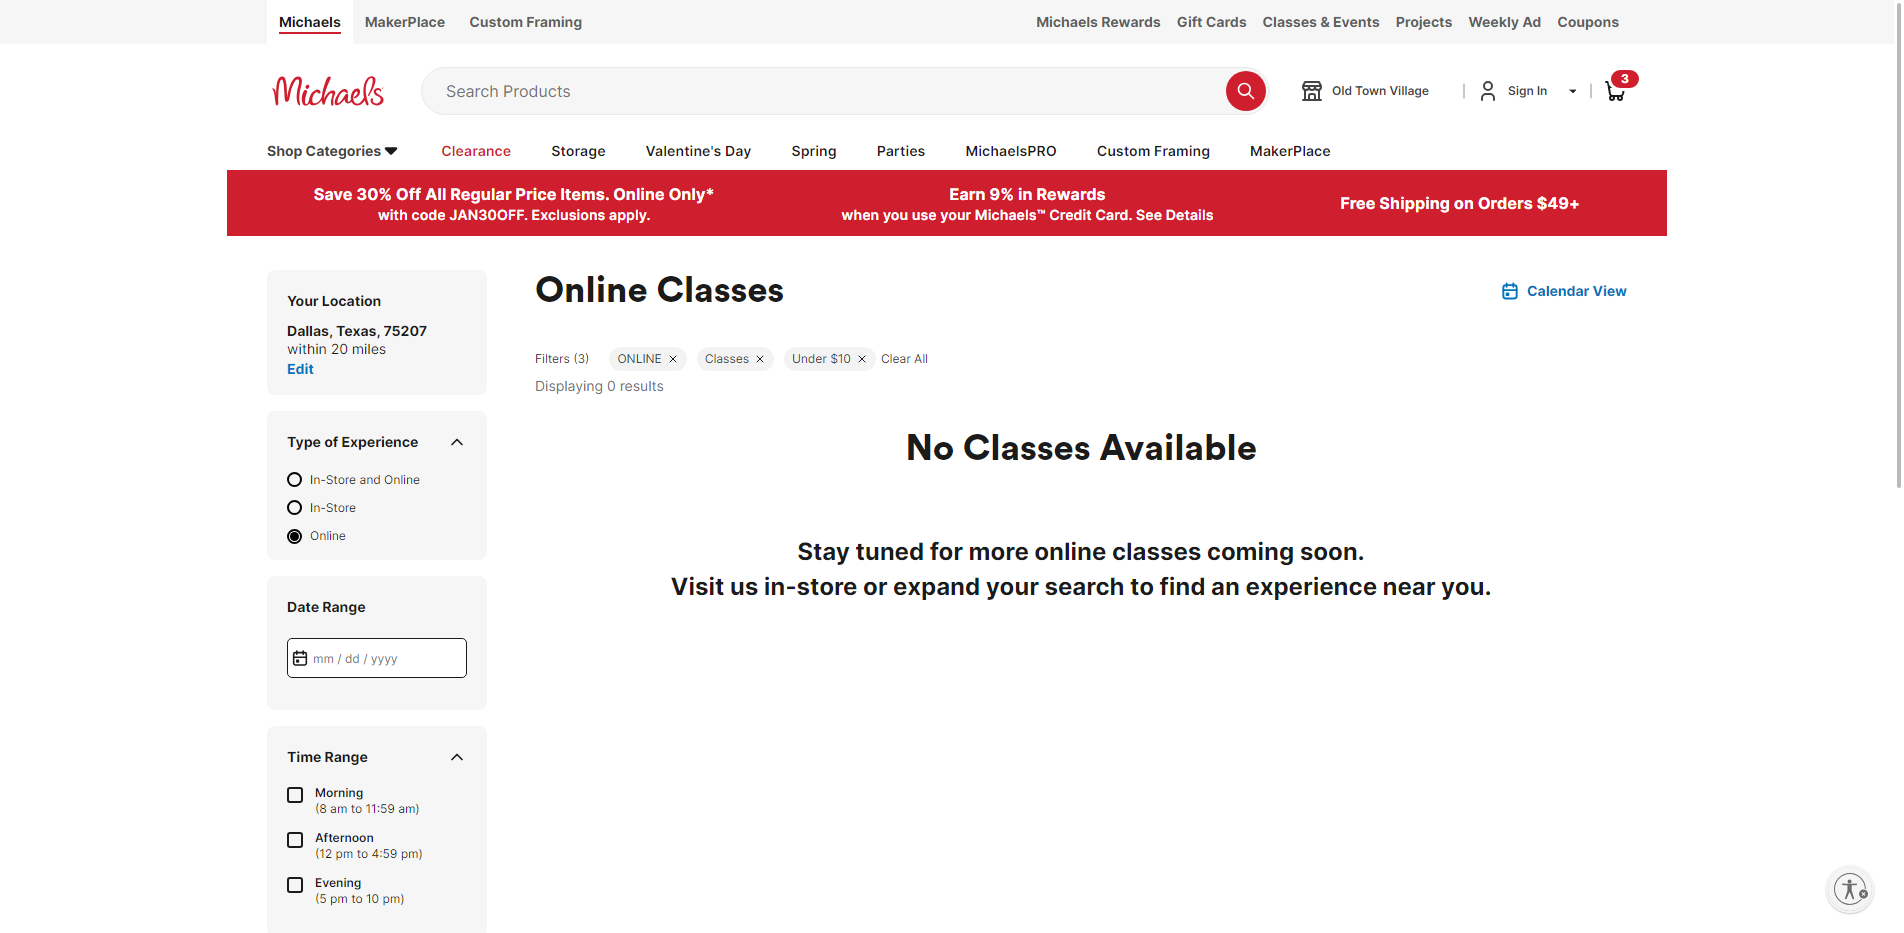 Michaels MakerPlace Custom Framing Michaels Rewards Gift Cards Classes & Events Projects Weekly Ad Coupons
Michaels Search Products Old Town Village | Sign In | 3
Shop Categories Clearance Storage Valentine's Day Spring Parties MichaelsPRO Custom Framing MakerPlace
Save 30% Off All Regular Price Items. Online Only*
with code JAN30OFF. Exclusions apply.
Earn 9% in Rewards
when you use your Michaels™ Credit Card. See Details
Free Shipping on Orders $49+
Your Location
Dallas, Texas, 75207
within 20 miles
Edit
Type of Experience
In-Store and Online
In-Store
Online
Date Range
mm / dd / yyyy
Time Range
Morning
(8 am to 11:59 am)
Afternoon
(12 pm to 4:59 pm)
Evening
(5 pm to 10 pm)
Online Classes
Calendar View
Filters (3) ONLINE Classes Under $10 Clear All
Displaying 0 results
No Classes Available
Stay tuned for more online classes coming soon.
Visit us in-store or expand your search to find an experience near you.